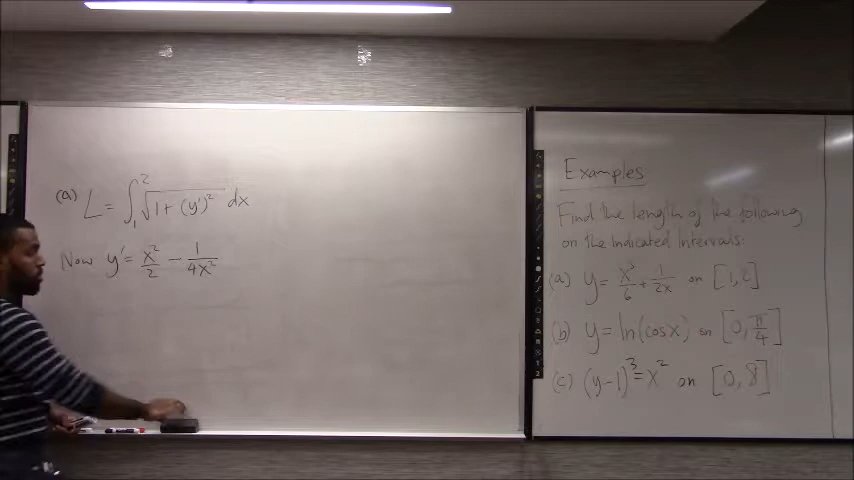 (a) L = ∫₁² √(1 + (y')²) dx
Now y' = x²/2 − 1/4x²
Examples
Find the length of the following
on the indicated intervals:
(a) y = x³/6 + 1/2x on [1,2]
(b) y = ln(cosx) on [0, π/4]
(c) (y-1)³ = x² on [0, 8]